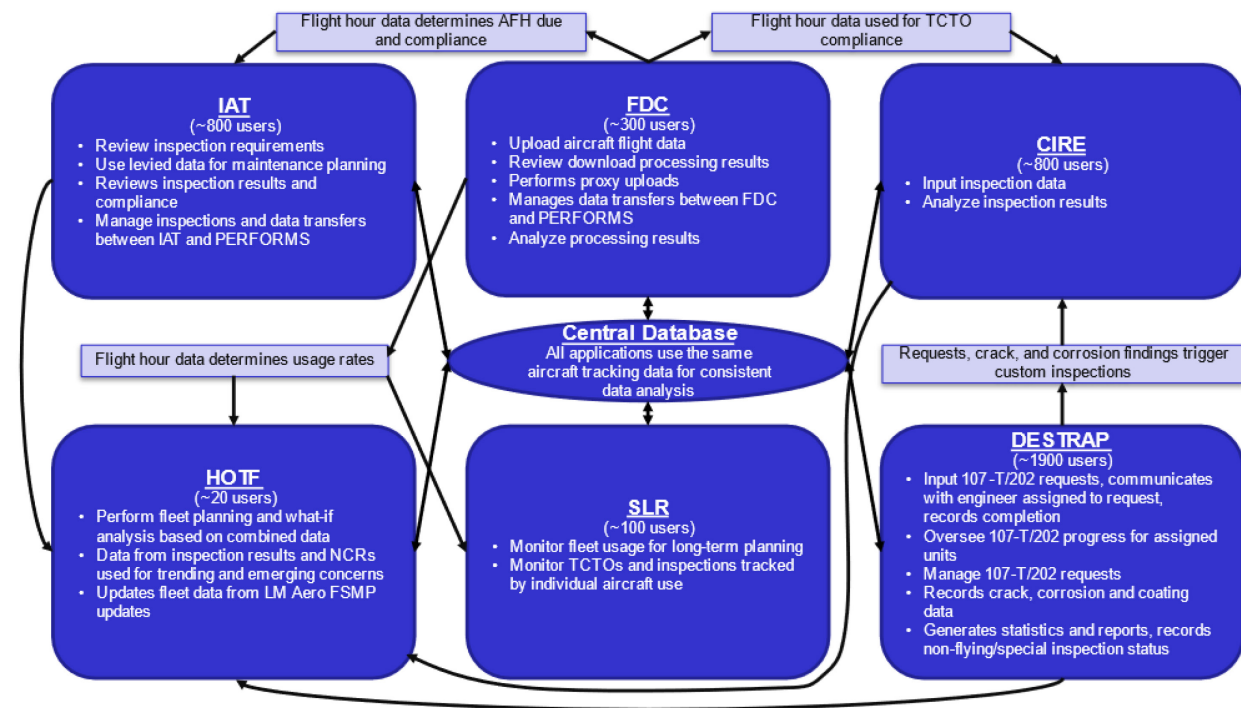 Flight hour data determines AFH due
and compliance
Flight hour data used for TCTO
compliance
IAT
(~800 users)
• Review inspection requirements
• Use levied data for maintenance planning
• Reviews inspection results and
compliance
• Manage inspections and data transfers
between IAT and PERFORMS
FDC
(~300 users)
• Upload aircraft flight data
• Review download processing results
• Performs proxy uploads
• Manages data transfers between FDC
and PERFORMS
• Analyze processing results
CIRE
(~800 users)
• Input inspection data
• Analyze inspection results
Flight hour data determines usage rates
Central Database
All applications use the same
aircraft tracking data for consistent
data analysis
Requests, crack, and corrosion findings trigger
custom inspections
HOTF
(~20 users)
• Perform fleet planning and what-if
analysis based on combined data
• Data from inspection results and NCRs
used for trending and emerging concerns
• Updates fleet data from LM Aero FSMP
updates
SLR
(~100 users)
• Monitor fleet usage for long-term planning
• Monitor TCTOs and inspections tracked
by individual aircraft use
DESTRAP
(~1900 users)
• Input 107-T/202 requests, communicates
with engineer assigned to request,
records completion
• Oversee 107-T/202 progress for assigned
units
• Manage 107-T/202 requests
• Records crack, corrosion and coating
data
• Generates statistics and reports, records
non-flying/special inspection status